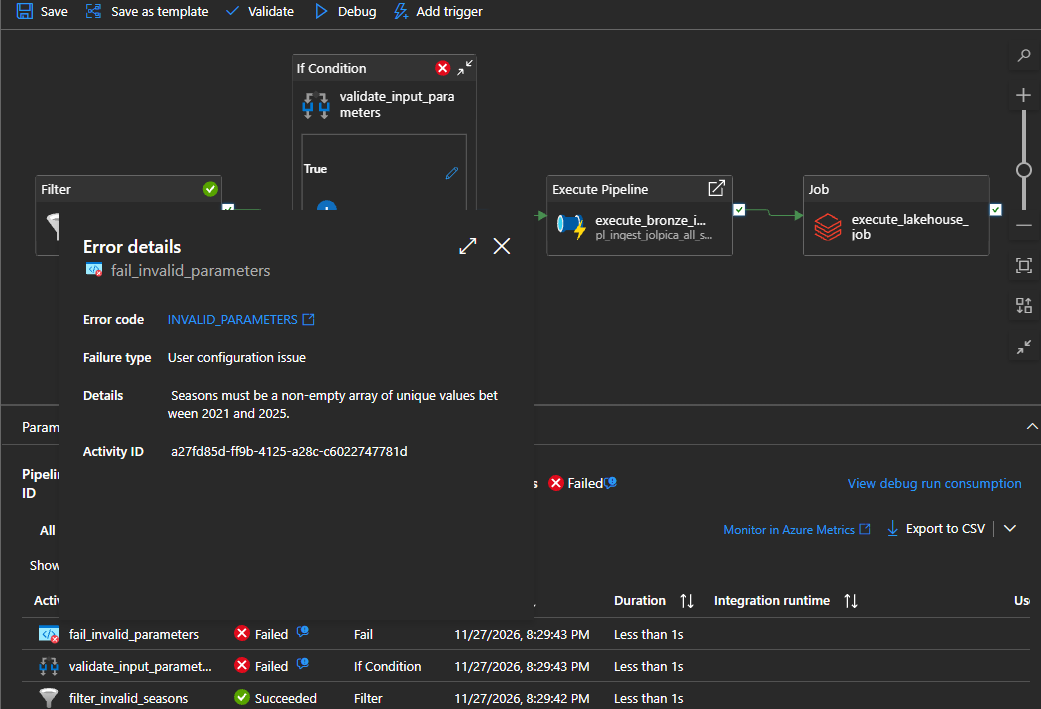 Save Save as template Validate Debug Add trigger
If Condition
validate_input_para
meters
True
Filter
Execute Pipeline
execute_bronze_i...
pl_ingest_jolpica_all_s...
Job
execute_lakehouse_
job
Error details
fail_invalid_parameters
Error code INVALID_PARAMETERS
Failure type User configuration issue
Details Seasons must be a non-empty array of unique values bet
ween 2021 and 2025.
Activity ID a27fd85d-ff9b-4125-a28c-c6022747781d
Param
Pipelin
ID
s Failed
View debug run consumption
All
Monitor in Azure Metrics Export to CSV
Show
Activ Duration Integration runtime Us
fail_invalid_parameters Failed Fail 11/27/2026, 8:29:43 PM Less than 1s
validate_input_paramet... Failed If Condition 11/27/2026, 8:29:43 PM Less than 1s
filter_invalid_seasons Succeeded Filter 11/27/2026, 8:29:42 PM Less than 1s